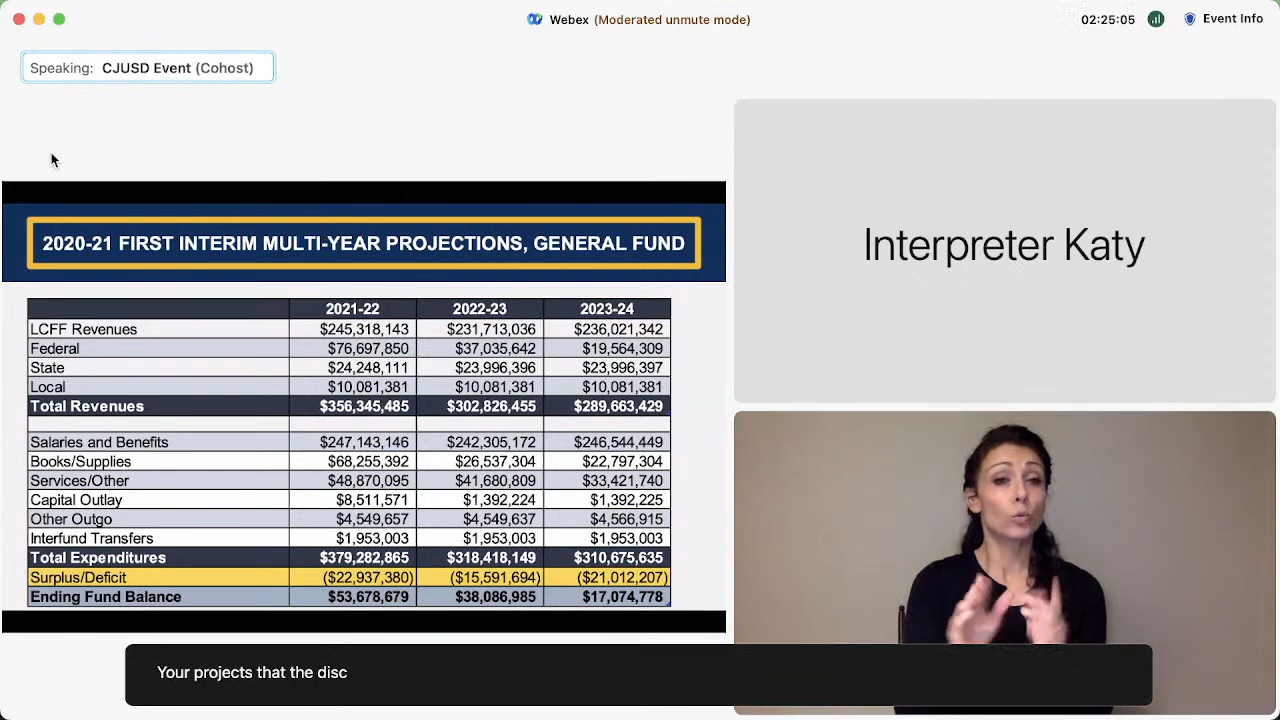 Webex (Moderated unmute mode)
02:25:05
Event Info
Speaking: CJUSD Event (Cohost)
2020-21 FIRST INTERIM MULTI-YEAR PROJECTIONS, GENERAL FUND
2021-22 2022-23 2023-24
LCFF Revenues $245,318,143 $231,713,036 $236,021,342
Federal $76,697,850 $37,035,642 $19,564,309
State $24,248,111 $23,996,396 $23,996,397
Local $10,081,381 $10,081,381 $10,081,381
Total Revenues $356,345,485 $302,826,455 $289,663,429
Salaries and Benefits $247,143,146 $242,305,172 $246,544,449
Books/Supplies $68,255,392 $26,537,304 $22,797,304
Services/Other $48,870,095 $41,680,809 $33,421,740
Capital Outlay $8,511,571 $1,392,224 $1,392,225
Other Outgo $4,549,657 $4,549,637 $4,566,915
Interfund Transfers $1,953,003 $1,953,003 $1,953,003
Total Expenditures $379,282,865 $318,418,149 $310,675,635
Surplus/Deficit ($22,937,380) ($15,591,694) ($21,012,207)
Ending Fund Balance $53,678,679 $38,086,985 $17,074,778
Interpreter Katy
Your projects that the disc